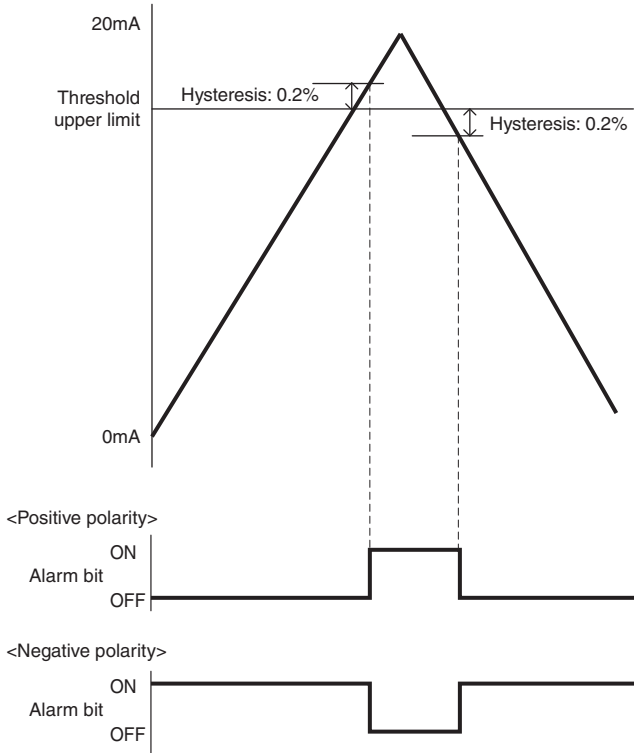 20mA
Threshold
upper limit
Hysteresis: 0.2%
Hysteresis: 0.2%
0mA
<Positive polarity>
ON
Alarm bit
OFF
<Negative polarity>
ON
Alarm bit
OFF